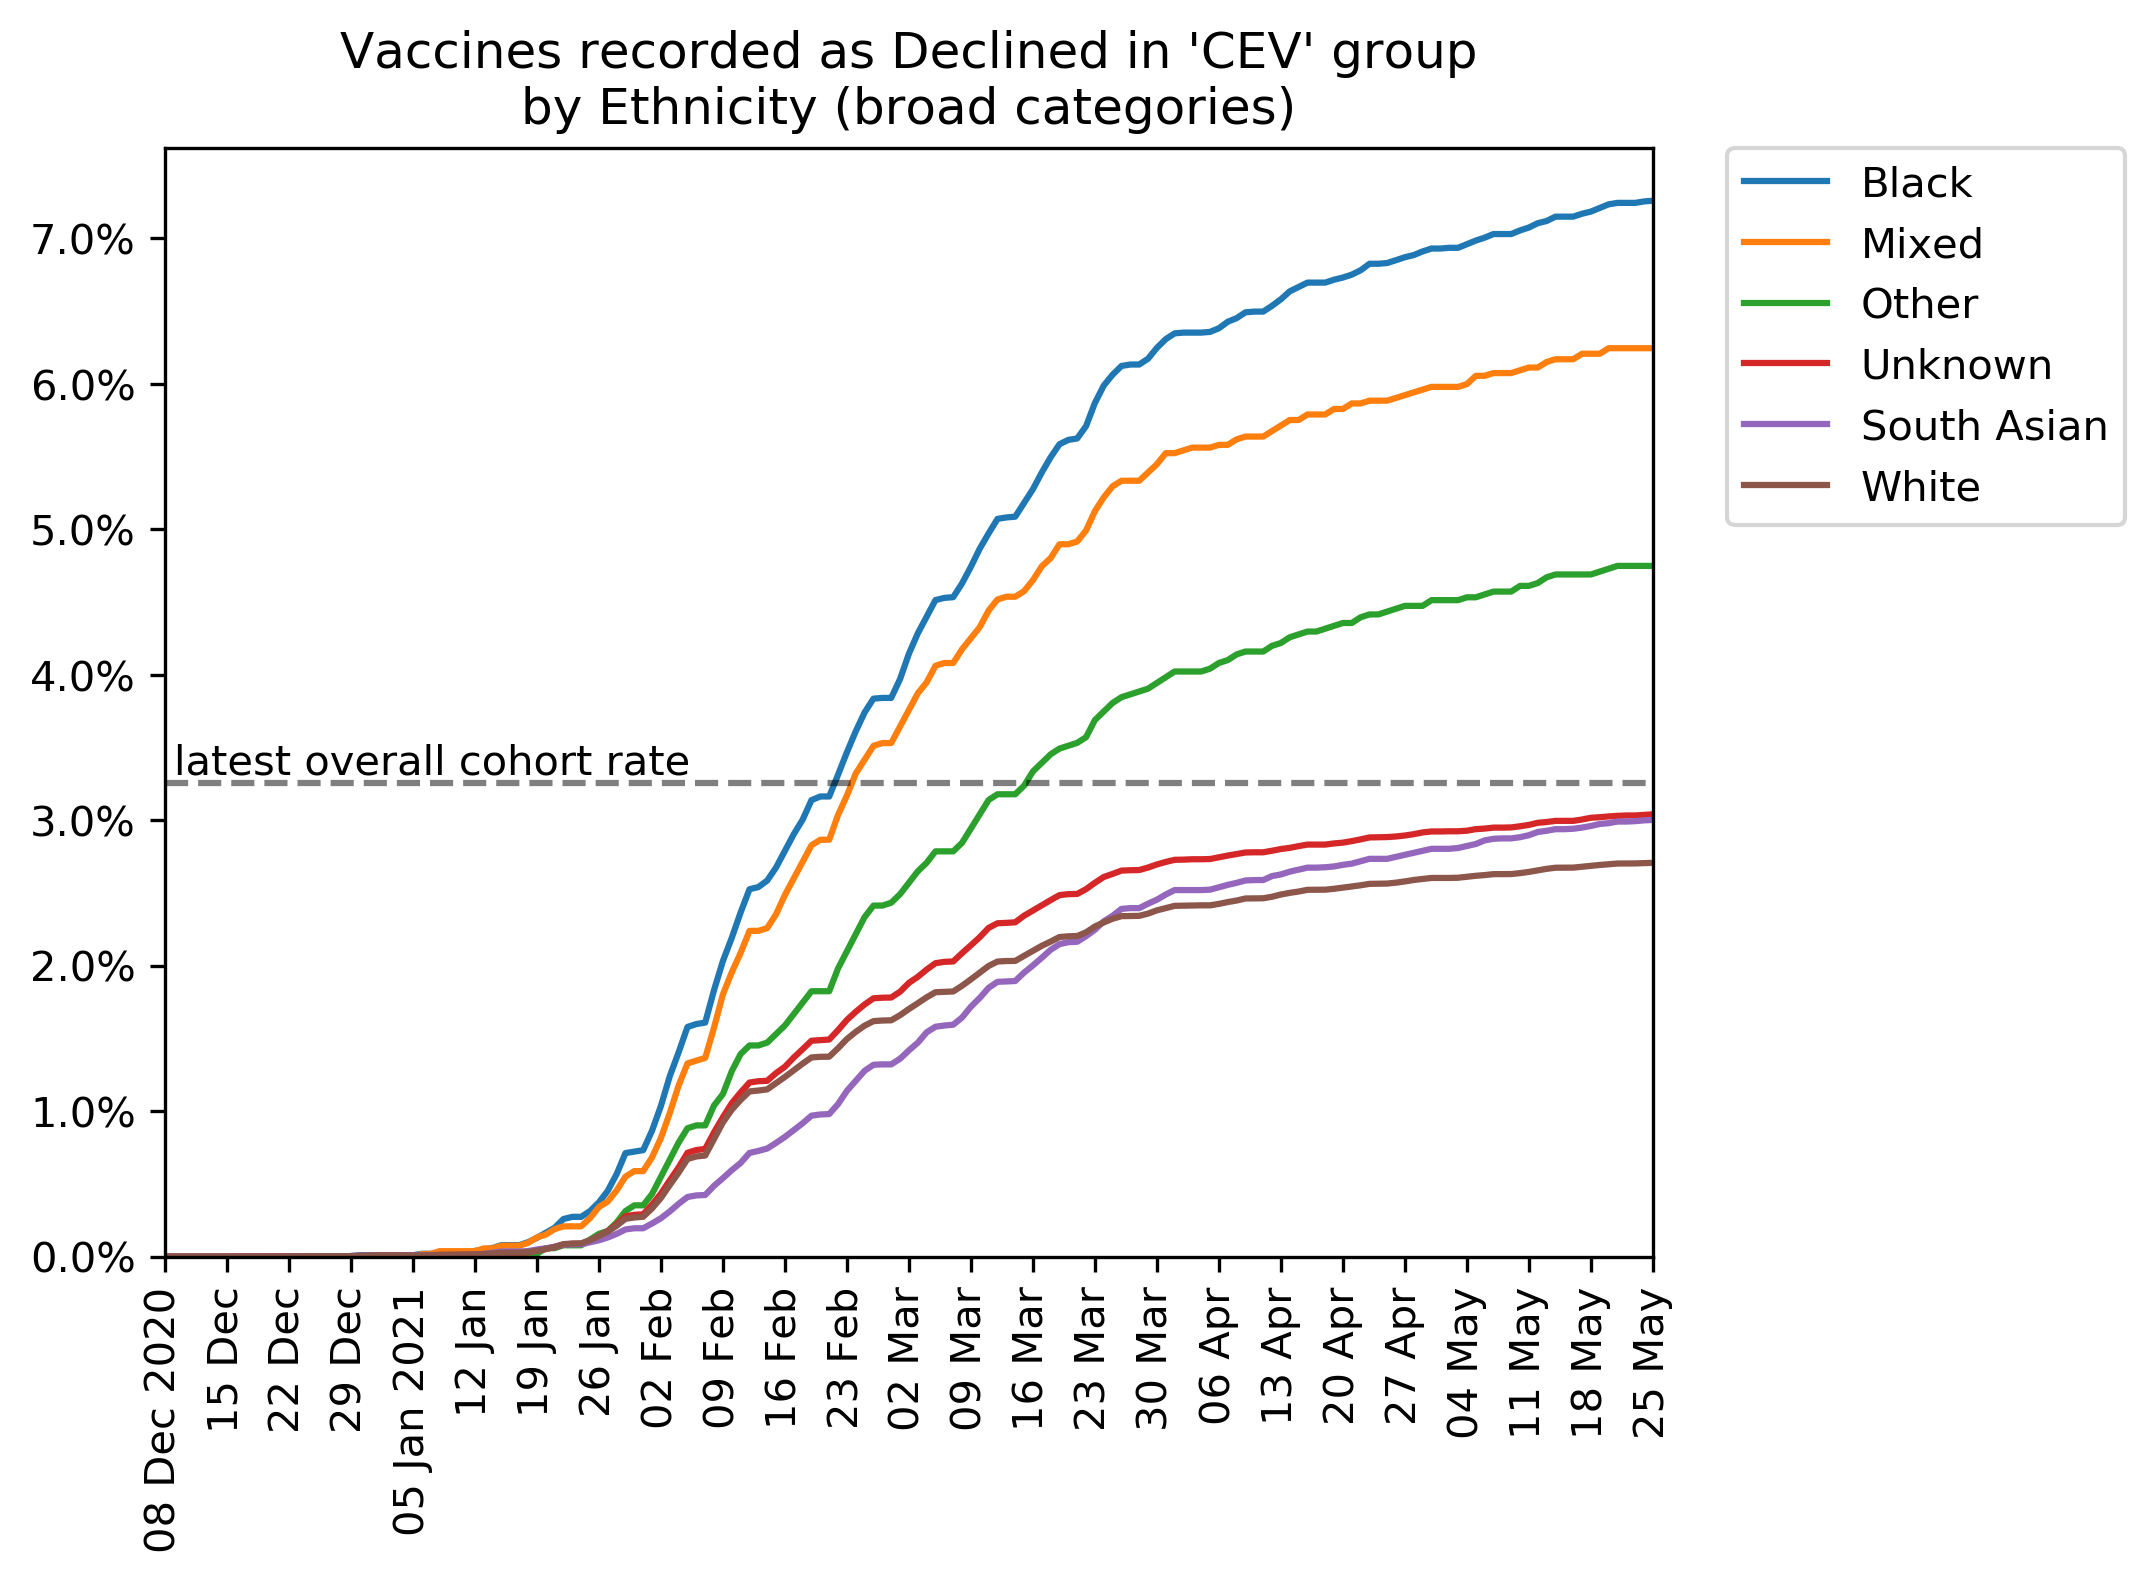 Vaccines recorded as Declined in 'CEV' group
by Ethnicity (broad categories)
7.0%
6.0%
5.0%
4.0%
3.0%
2.0%
1.0%
0.0%
latest overall cohort rate
08 Dec 2020
15 Dec
22 Dec
29 Dec
05 Jan 2021
12 Jan
19 Jan
26 Jan
02 Feb
09 Feb
16 Feb
23 Feb
02 Mar
09 Mar
16 Mar
23 Mar
30 Mar
06 Apr
13 Apr
20 Apr
27 Apr
04 May
11 May
18 May
25 May
Black
Mixed
Other
Unknown
South Asian
White